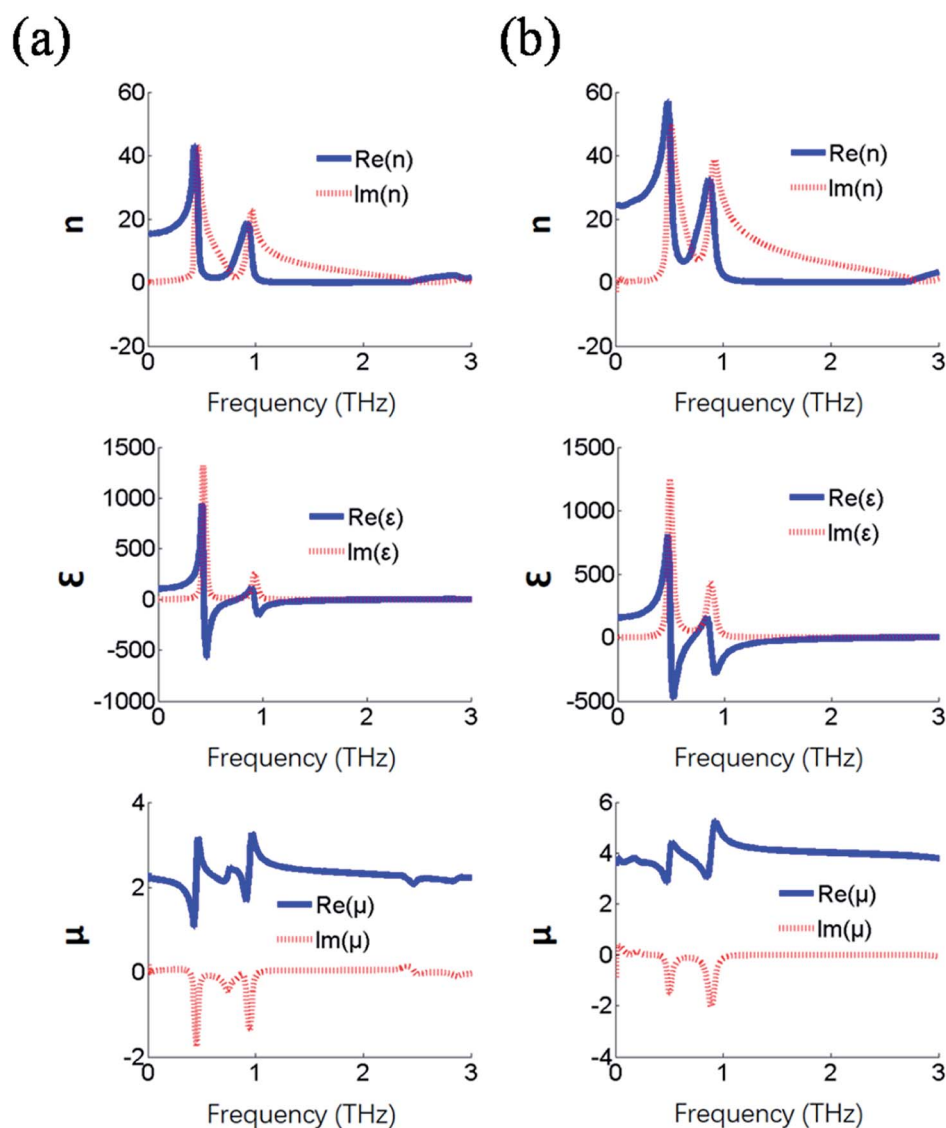 (a)
60
40
20
0
-20
n
Re(n)
Im(n)
0 1 2 3
Frequency (THz)
1500
1000
500
0
-500
-1000
ε
Re(ε)
Im(ε)
0 1 2 3
Frequency (THz)
4
2
0
-2
μ
Re(μ)
Im(μ)
0 1 2 3
Frequency (THz)
(b)
60
40
20
0
-20
n
Re(n)
Im(n)
0 1 2 3
Frequency (THz)
1500
1000
500
0
-500
ε
Re(ε)
Im(ε)
0 1 2 3
Frequency (THz)
6
4
2
0
-2
-4
μ
Re(μ)
Im(μ)
0 1 2 3
Frequency (THz)